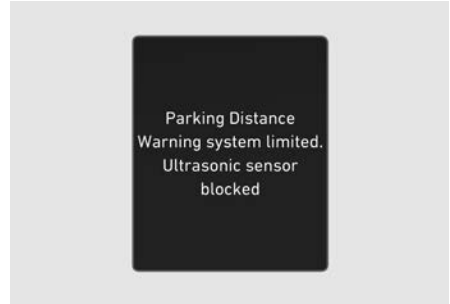 Parking Distance
Warning system limited.
Ultrasonic sensor
blocked